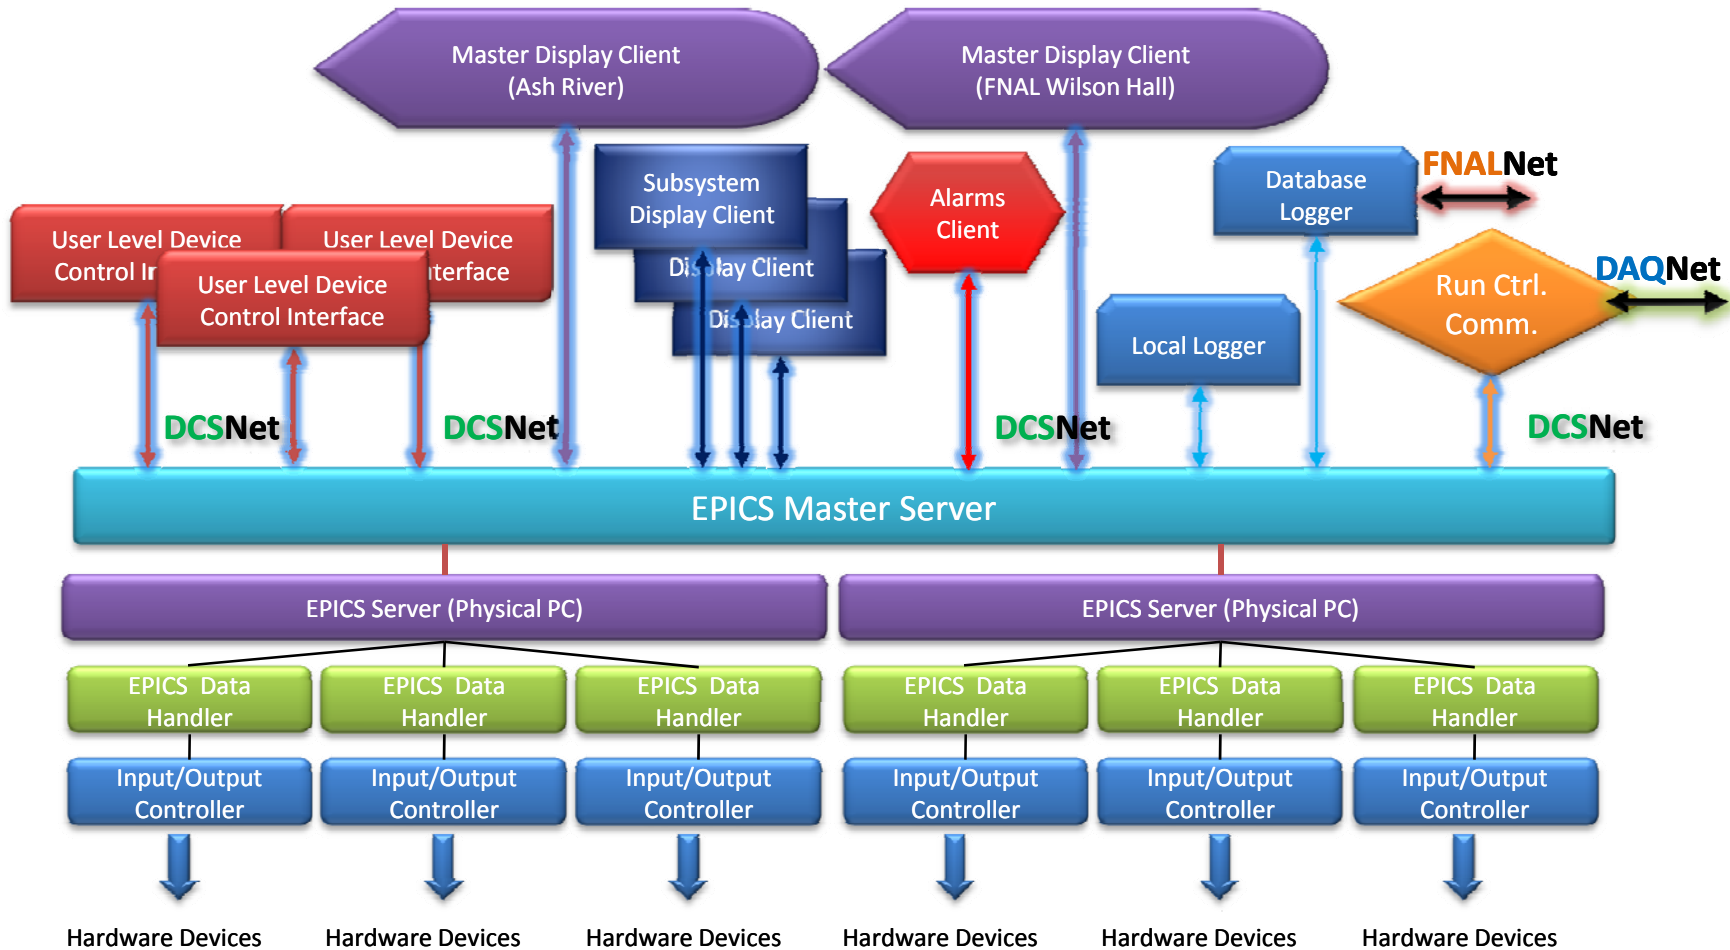 Master Display Client
(Ash River)
Master Display Client
(FNAL Wilson Hall)
Subsystem
Display Client
Display Client
Display Client
Alarms
Client
Database
Logger
FNALNet
User Level Device
Control In
User Level Device
nterface
User Level Device
Control Interface
Local Logger
Run Ctrl.
Comm.
DAQNet
DCSNet
DCSNet
DCSNet
DCSNet
EPICS Master Server
EPICS Server (Physical PC)
EPICS Server (Physical PC)
EPICS Data
Handler
EPICS Data
Handler
EPICS Data
Handler
EPICS Data
Handler
EPICS Data
Handler
EPICS Data
Handler
Input/Output
Controller
Input/Output
Controller
Input/Output
Controller
Input/Output
Controller
Input/Output
Controller
Input/Output
Controller
Hardware Devices
Hardware Devices
Hardware Devices
Hardware Devices
Hardware Devices
Hardware Devices